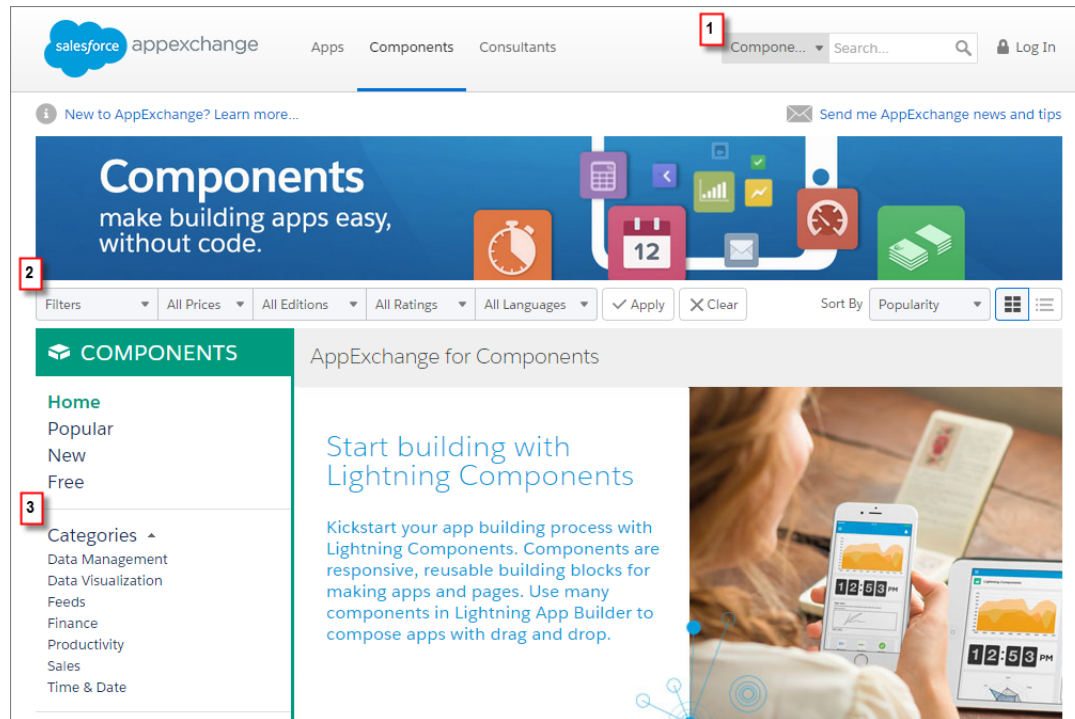 1
salesforce appexchange Apps Components Consultants Compone... Search... Log In
New to AppExchange? Learn more... Send me AppExchange news and tips
Components
make building apps easy,
without code.
12
2
Filters All Prices All Editions All Ratings All Languages Apply Clear Sort By Popularity
COMPONENTS
AppExchange for Components
Home
Popular
New
Free
3
Categories
Data Management
Data Visualization
Feeds
Finance
Productivity
Sales
Time & Date
Start building with
Lightning Components
Kickstart your app building process with
Lightning Components. Components are
responsive, reusable building blocks for
making apps and pages. Use many
components in Lightning App Builder to
compose apps with drag and drop.
12:53 PM
Lightning Components
12:53 PM